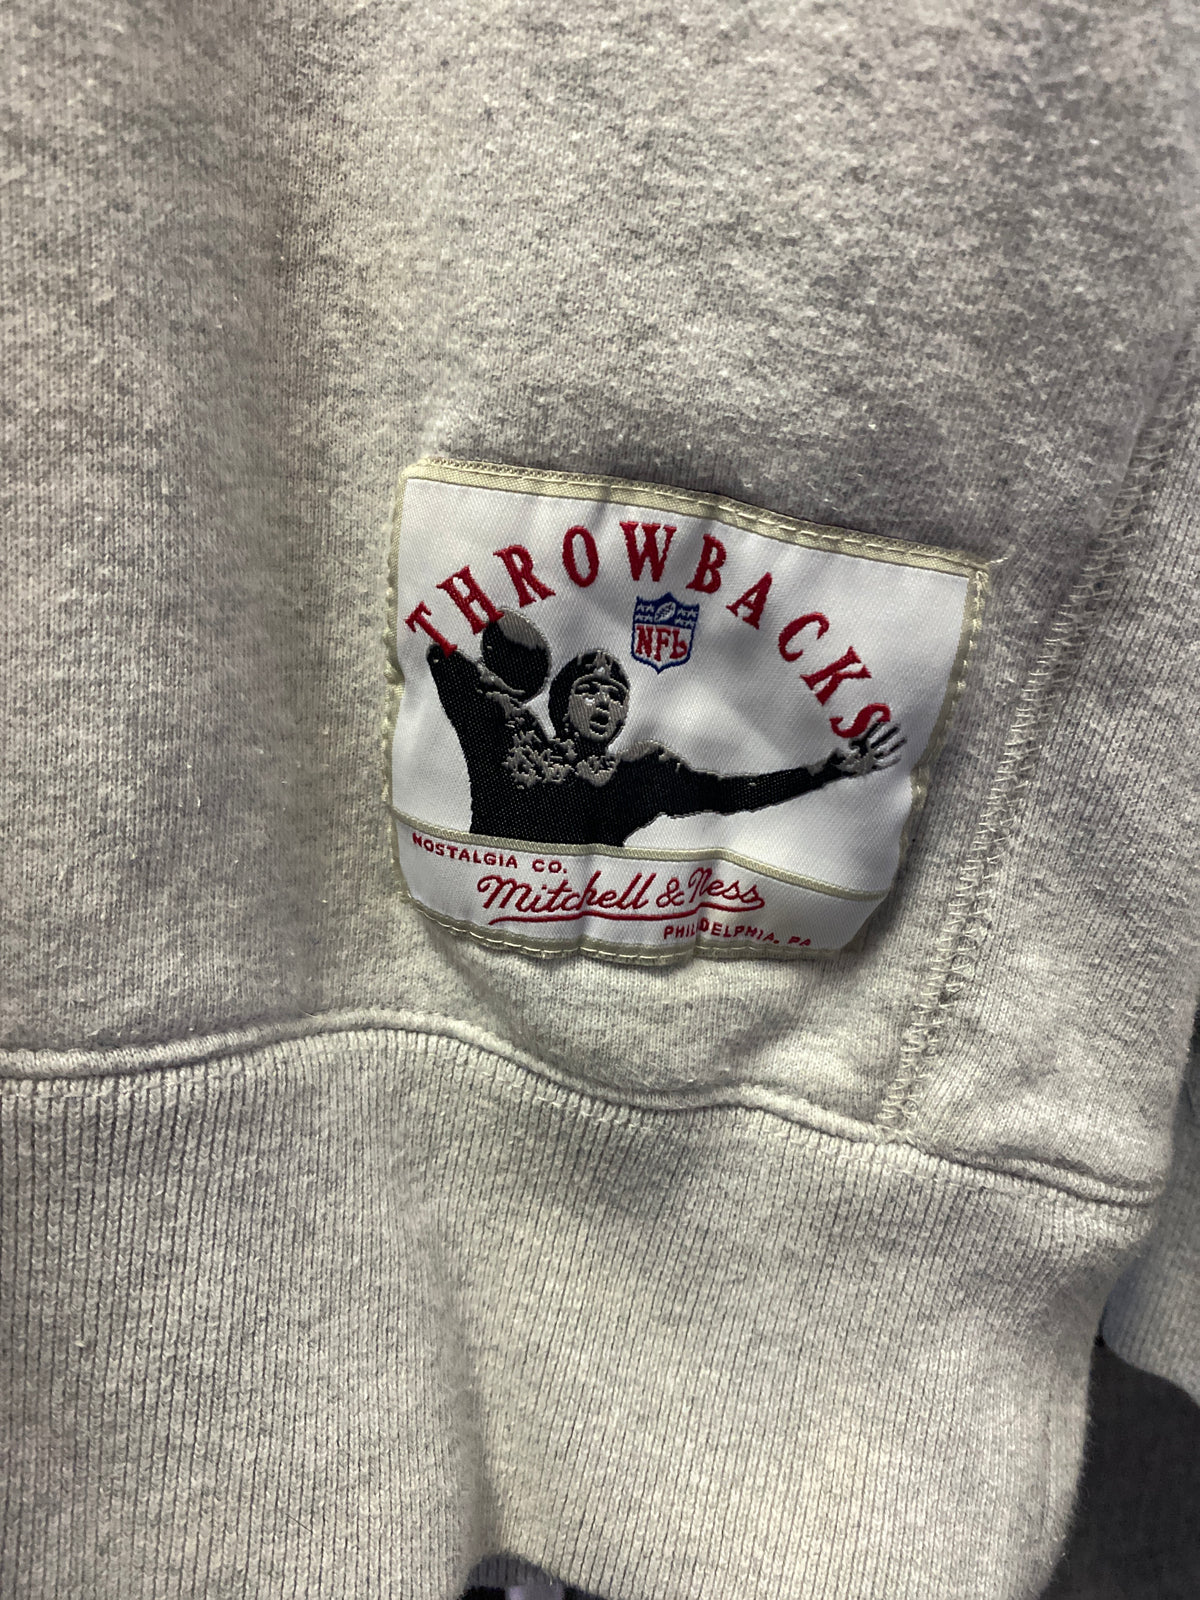 THROWBACKS
NFL
NOSTALGIA CO.
Mitchell & Ness
PHILADELPHIA, PA